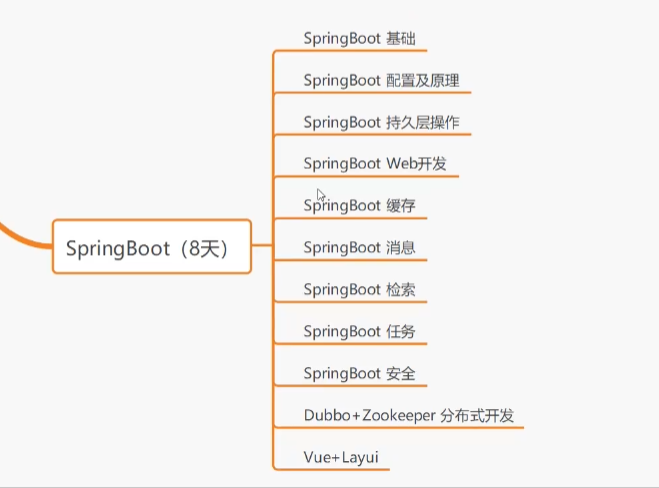 SpringBoot 基础
SpringBoot 配置及原理
SpringBoot 持久层操作
SpringBoot Web开发
SpringBoot 缓存
SpringBoot（8天）
SpringBoot 消息
SpringBoot 检索
SpringBoot 任务
SpringBoot 安全
Dubbo+Zookeeper 分布式开发
Vue+Layui